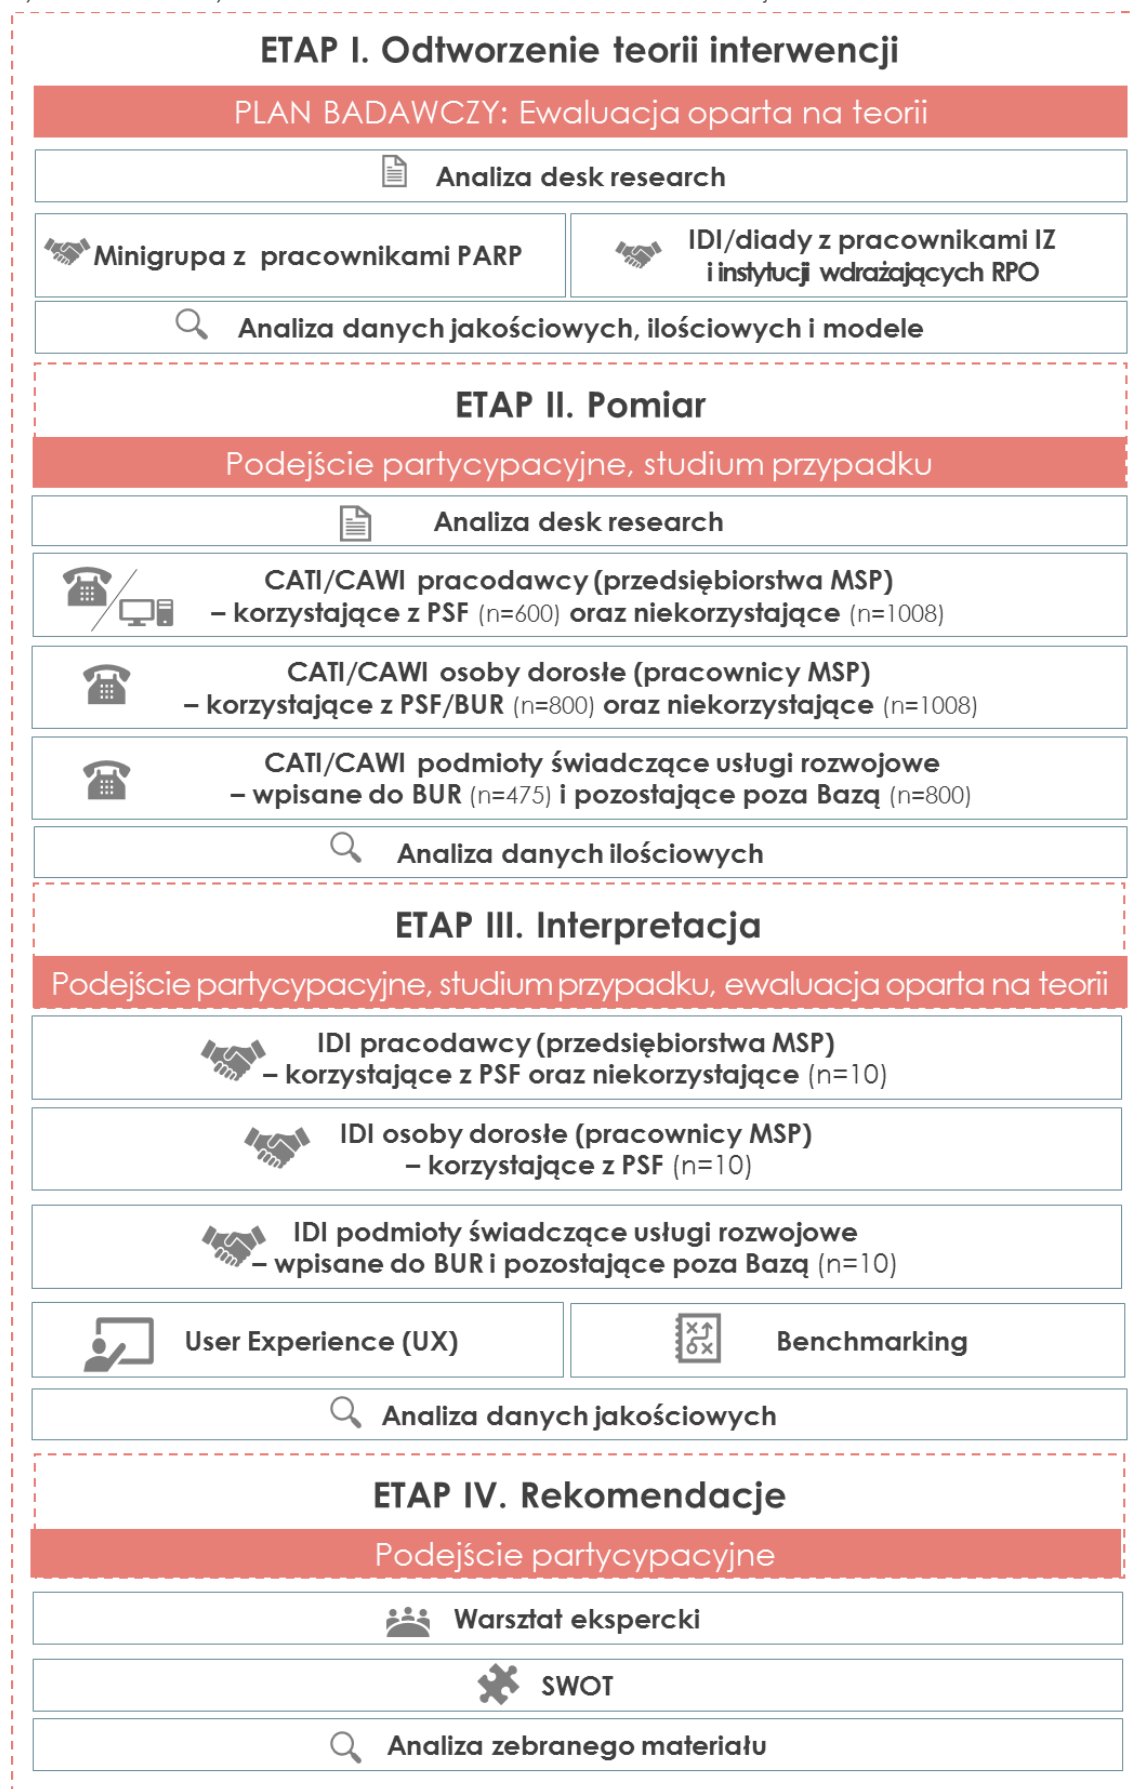 ETAP I. Odtworzenie teorii interwencji
PLAN BADAWCZY: Ewaluacja oparta na teorii
Analiza desk research
Minigrupa z pracownikami PARP
IDI/diady z pracownikami IZ
i instytucji wdrażających RPO
Analiza danych jakościowych, ilościowych i modele
ETAP II. Pomiar
Podejście partycypacyjne, studium przypadku
Analiza desk research
CATI/CAWI pracodawcy (przedsiębiorstwa MSP)
– korzystające z PSF (n=600) oraz niekorzystające (n=1008)
CATI/CAWI osoby dorosłe (pracownicy MSP)
– korzystające z PSF/BUR (n=800) oraz niekorzystające (n=1008)
CATI/CAWI podmioty świadczące usługi rozwojowe
– wpisane do BUR (n=475) i pozostające poza Bazą (n=800)
Analiza danych ilościowych
ETAP III. Interpretacja
Podejście partycypacyjne, studium przypadku, ewaluacja oparta na teorii
IDI pracodawcy (przedsiębiorstwa MSP)
– korzystające z PSF oraz niekorzystające (n=10)
IDI osoby dorosłe (pracownicy MSP)
– korzystające z PSF (n=10)
IDI podmioty świadczące usługi rozwojowe
– wpisane do BUR i pozostające poza Bazą (n=10)
User Experience (UX)
Benchmarking
Analiza danych jakościowych
ETAP IV. Rekomendacje
Podejście partycypacyjne
Warsztat ekspercki
SWOT
Analiza zebranego materiału